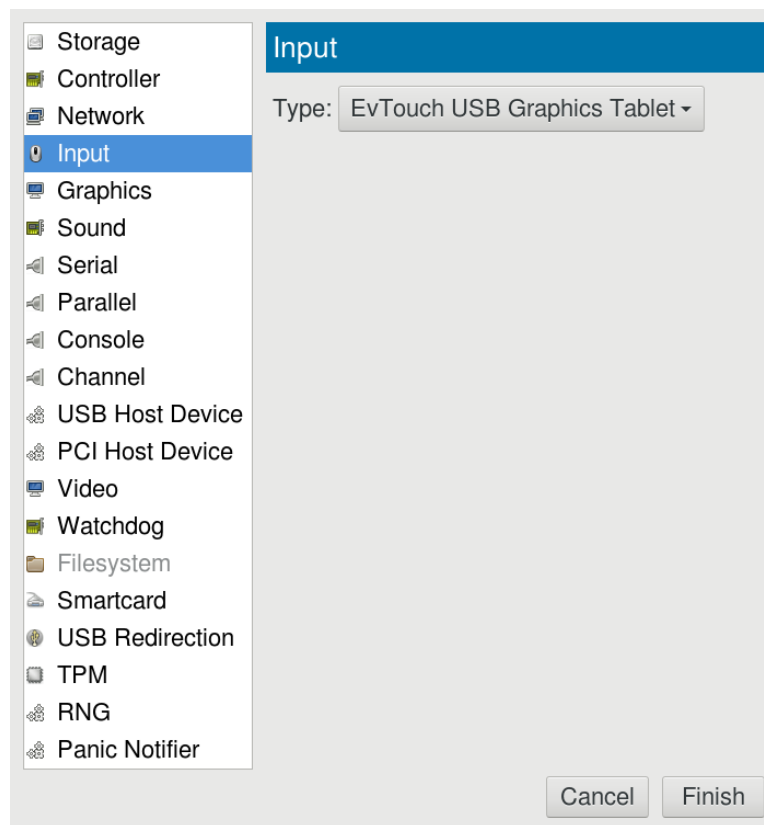 Storage
Controller
Network
Input
Graphics
Sound
Serial
Parallel
Console
Channel
USB Host Device
PCI Host Device
Video
Watchdog
Filesystem
Smartcard
USB Redirection
TPM
RNG
Panic Notifier
Input
Type: EvTouch USB Graphics Tablet
Cancel Finish